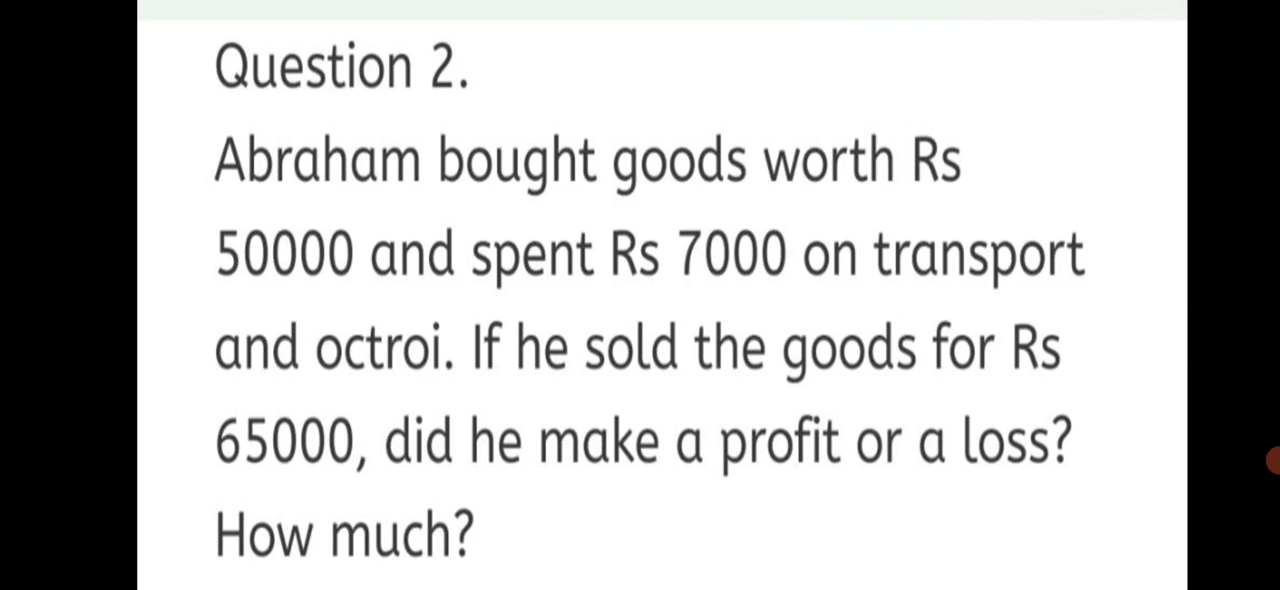 Question 2.
Abraham bought goods worth Rs
50000 and spent Rs 7000 on transport
and octroi. If he sold the goods for Rs
65000, did he make a profit or a loss?
How much?